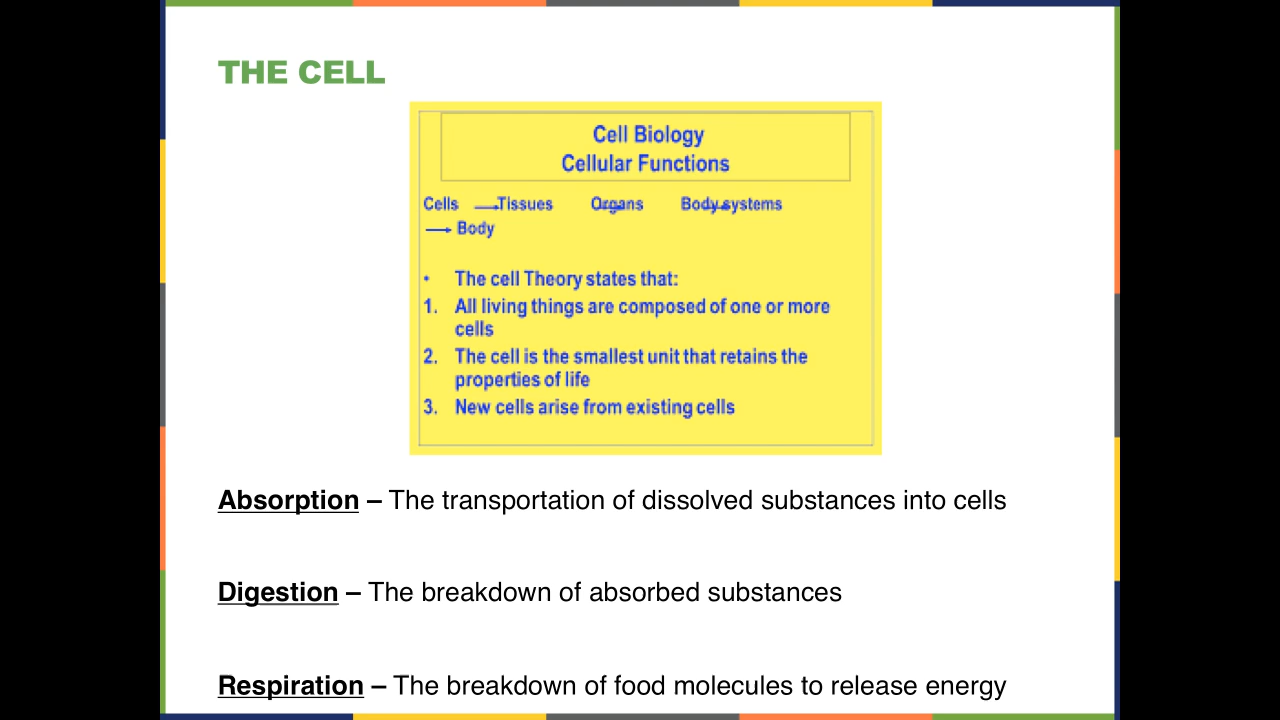 THE CELL
Cell Biology
Cellular Functions
Cells → Tissues Organs Body systems
→ Body
• The cell Theory states that:
1. All living things are composed of one or more
cells
2. The cell is the smallest unit that retains the
properties of life
3. New cells arise from existing cells
Absorption – The transportation of dissolved substances into cells
Digestion – The breakdown of absorbed substances
Respiration – The breakdown of food molecules to release energy